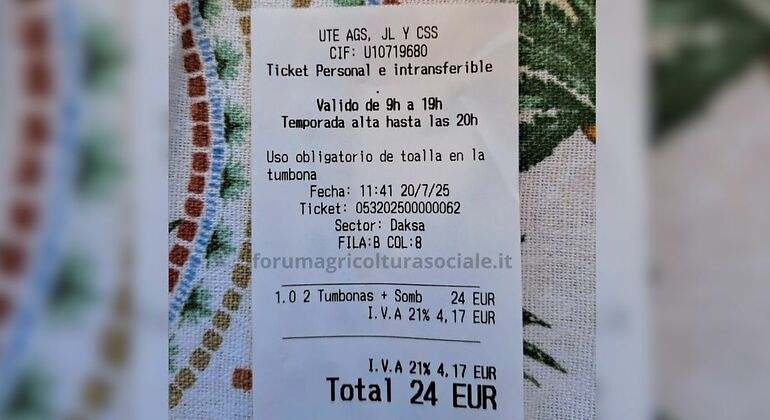 UTE AGS, JL Y CSS
CIF: U10719680
Ticket Personal e intransferible
.
Valido de 9h a 19h
Temporada alta hasta las 20h
Uso obligatorio de toalla en la
tumbona
Fecha: 11:41 20/7/25
Ticket: 053202500000062
Sector: Daksa
FILA:B COL:8
forumagricolturasociale.it
1.0 2 Tumbonas + Somb 24 EUR
I.V.A 21% 4,17 EUR
I.V.A 21% 4,17 EUR
Total 24 EUR